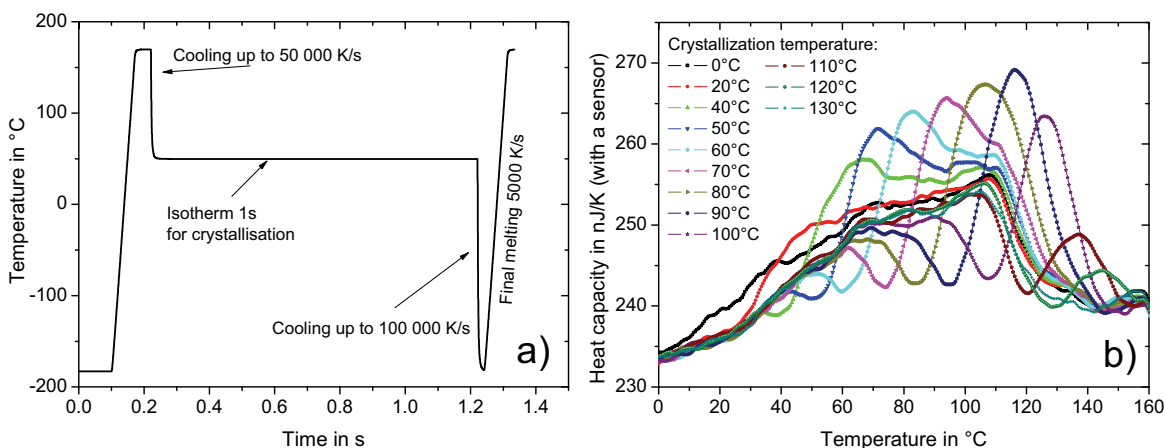 200
100
0
-100
-200
0.0 0.2 0.4 0.6 0.8 1.0 1.2 1.4
Temperature in °C
Time in s
Cooling up to 50 000 K/s
Isotherm 1s
for crystallisation
Cooling up to 100 000 K/s
Final melting 5000 K/s
a)
270
260
250
240
230
0 20 40 60 80 100 120 140 160
Heat capacity in nJ/K (with a sensor)
Temperature in °C
Crystallization temperature:
0°C 110°C
20°C 120°C
40°C 130°C
50°C
60°C
70°C
80°C
90°C
100°C
b)